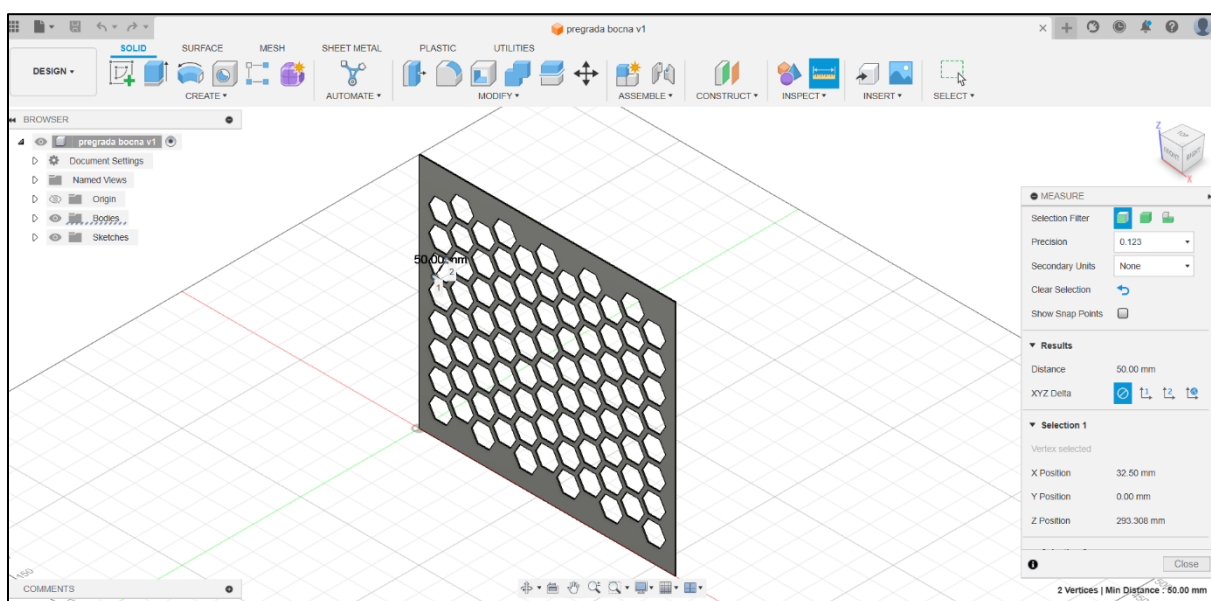 pregrada bocna v1
DESIGN
SOLID SURFACE MESH SHEET METAL PLASTIC UTILITIES
CREATE AUTOMATE MODIFY ASSEMBLE CONSTRUCT INSPECT INSERT SELECT
BROWSER
pregrada bocna v1
Document Settings
Named Views
Origin
Bodies
Sketches
50.00 mm
2
1
Z
TOP
FRONT RIGHT
X
MEASURE
Selection Filter
Precision 0.123
Secondary Units None
Clear Selection
Show Snap Points
Results
Distance 50.00 mm
XYZ Delta
Selection 1
Vertex selected
X Position 32.50 mm
Y Position 0.00 mm
Z Position 293.308 mm
Close
COMMENTS
2 Vertices | Min Distance : 50.00 mm